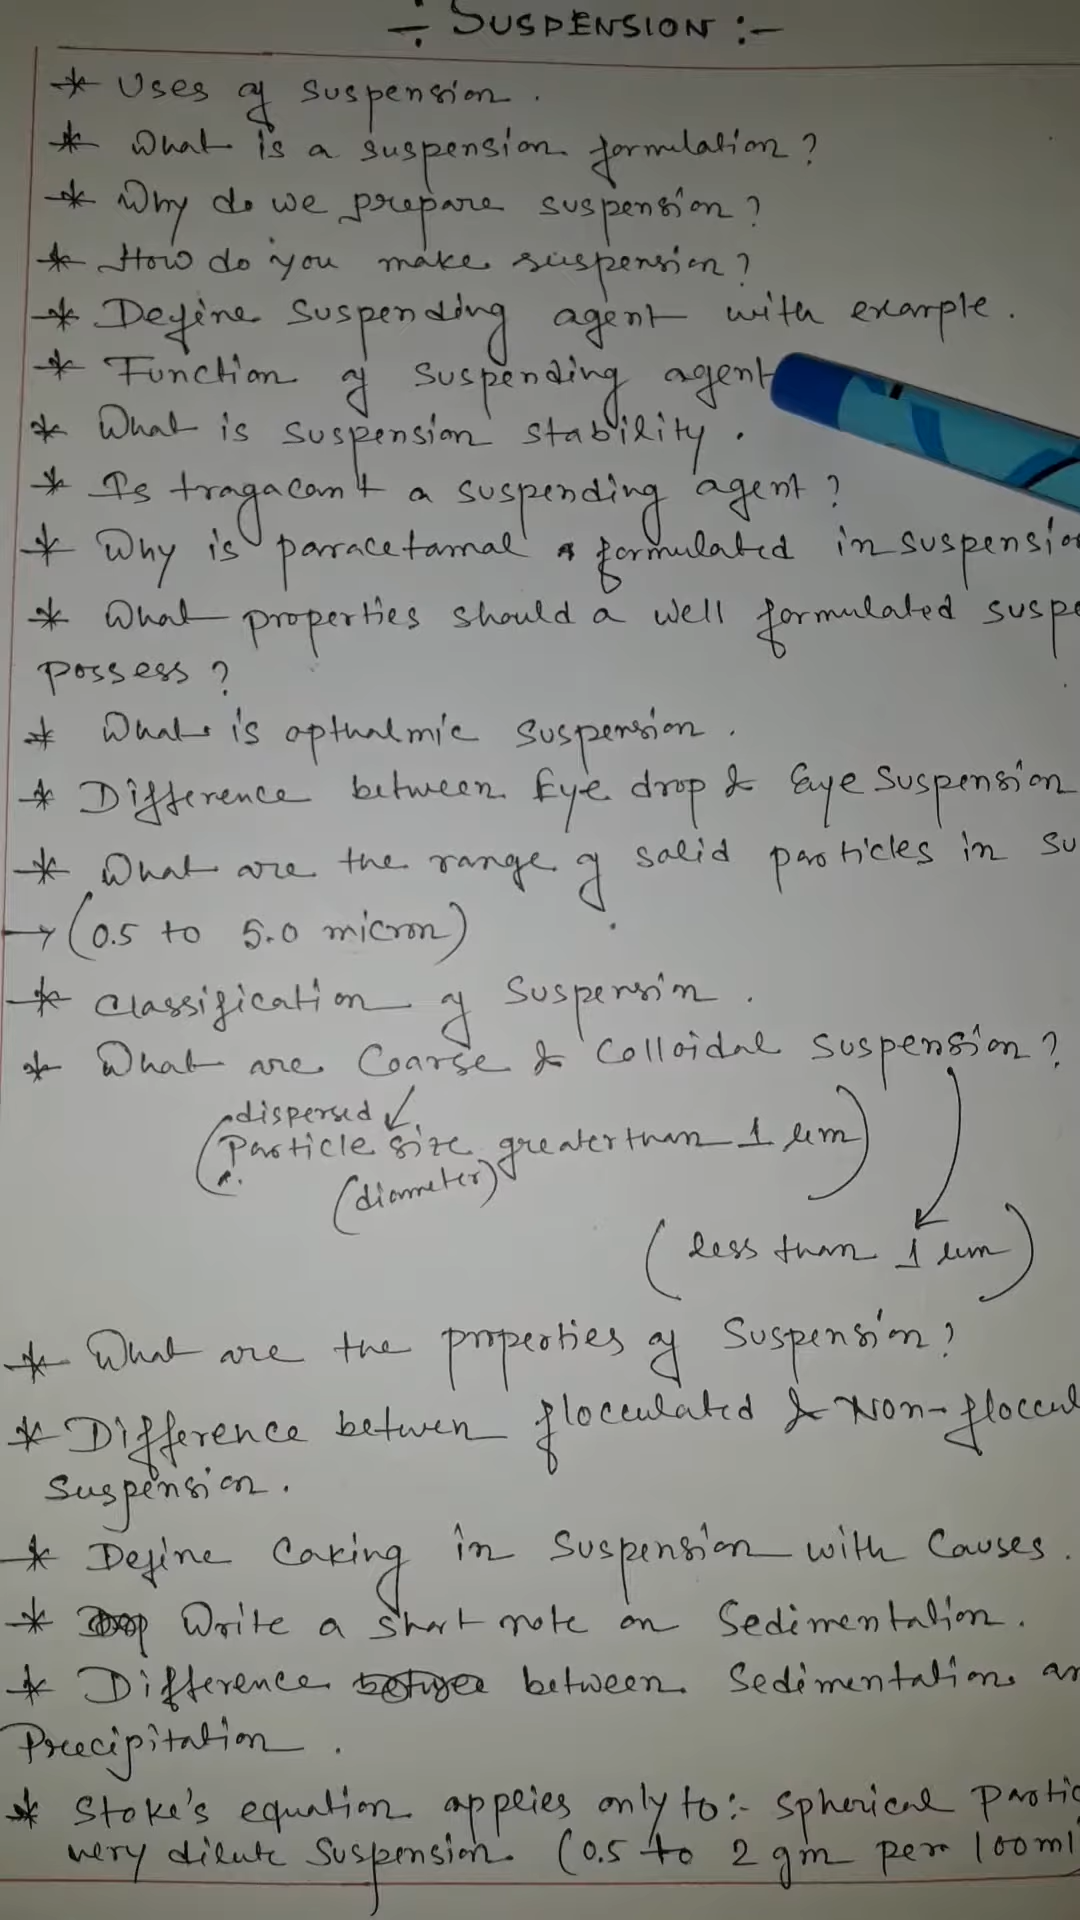 ÷ SUSPENSION :-
* Uses of suspension .
* What is a suspension formulation ?
* Why do we prepare suspension ?
* How do you make suspension ?
* Define suspending agent with example .
* Function of suspending agent
* What is suspension stability .
* Is tragacant a suspending agent ?
* Why is parracetamal formulated in suspensio
* What properties should a well formulated suspe
possess ?
* What is opthalmic suspension .
* Difference between Eye drop & Eye suspension
* What are the range of solid particles in su
→ (0.5 to 5.0 micron)
* Classification of suspension .
* What are Coarse & Colloidal suspension ?
dispersed
(Particle size greater than 1 um)
(diameter)
(less than 1 um)
* What are the properties of suspension ?
* Difference betwen flocculated & Non-floccul
suspension .
* Define Caking in suspension with Causes .
* Write a short note on Sedimentation .
* Difference between Sedimentation an
Precipitation .
* Stoke's equation applies only to :- spherical partic
very dilute suspension. (0.5 to 2 gm per 100ml